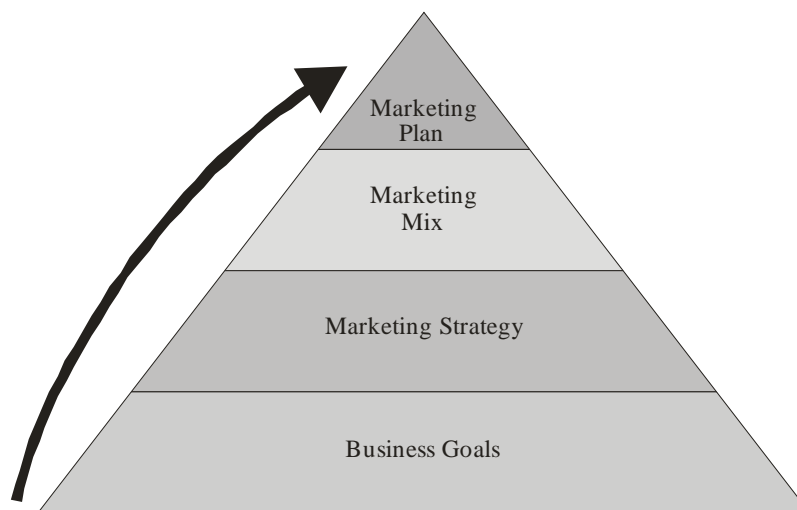 Marketing
Plan
Marketing
Mix
Marketing Strategy
Business Goals